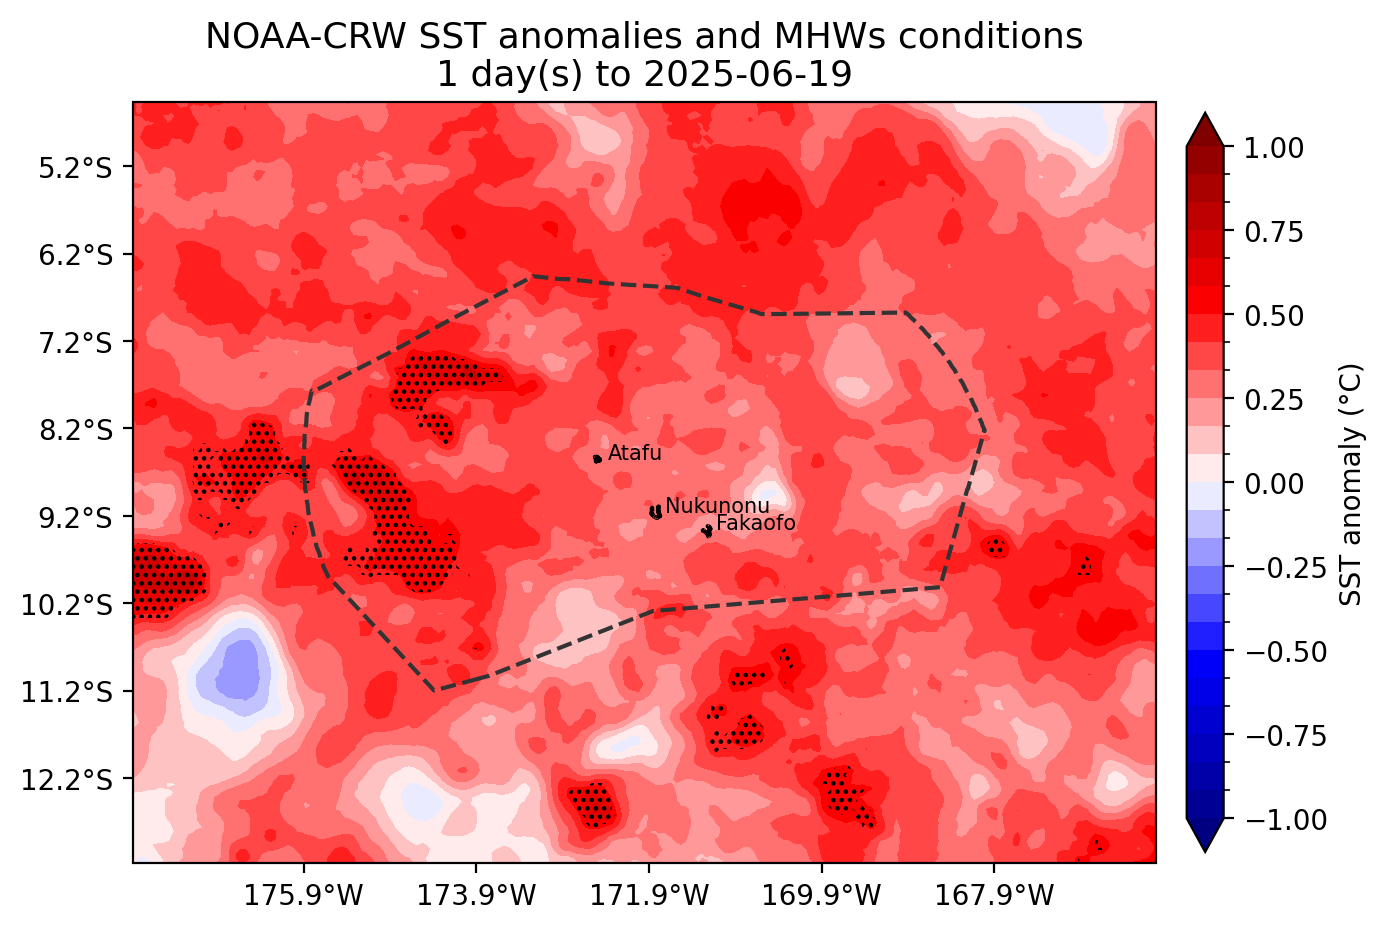 NOAA-CRW SST anomalies and MHWs conditions
1 day(s) to 2025-06-19
5.2°S
6.2°S
7.2°S
8.2°S
9.2°S
10.2°S
11.2°S
12.2°S
175.9°W
173.9°W
171.9°W
169.9°W
167.9°W
Atafu
Nukunonu
Fakaofo
1.00
0.75
0.50
0.25
0.00
−0.25
−0.50
−0.75
−1.00
SST anomaly (°C)